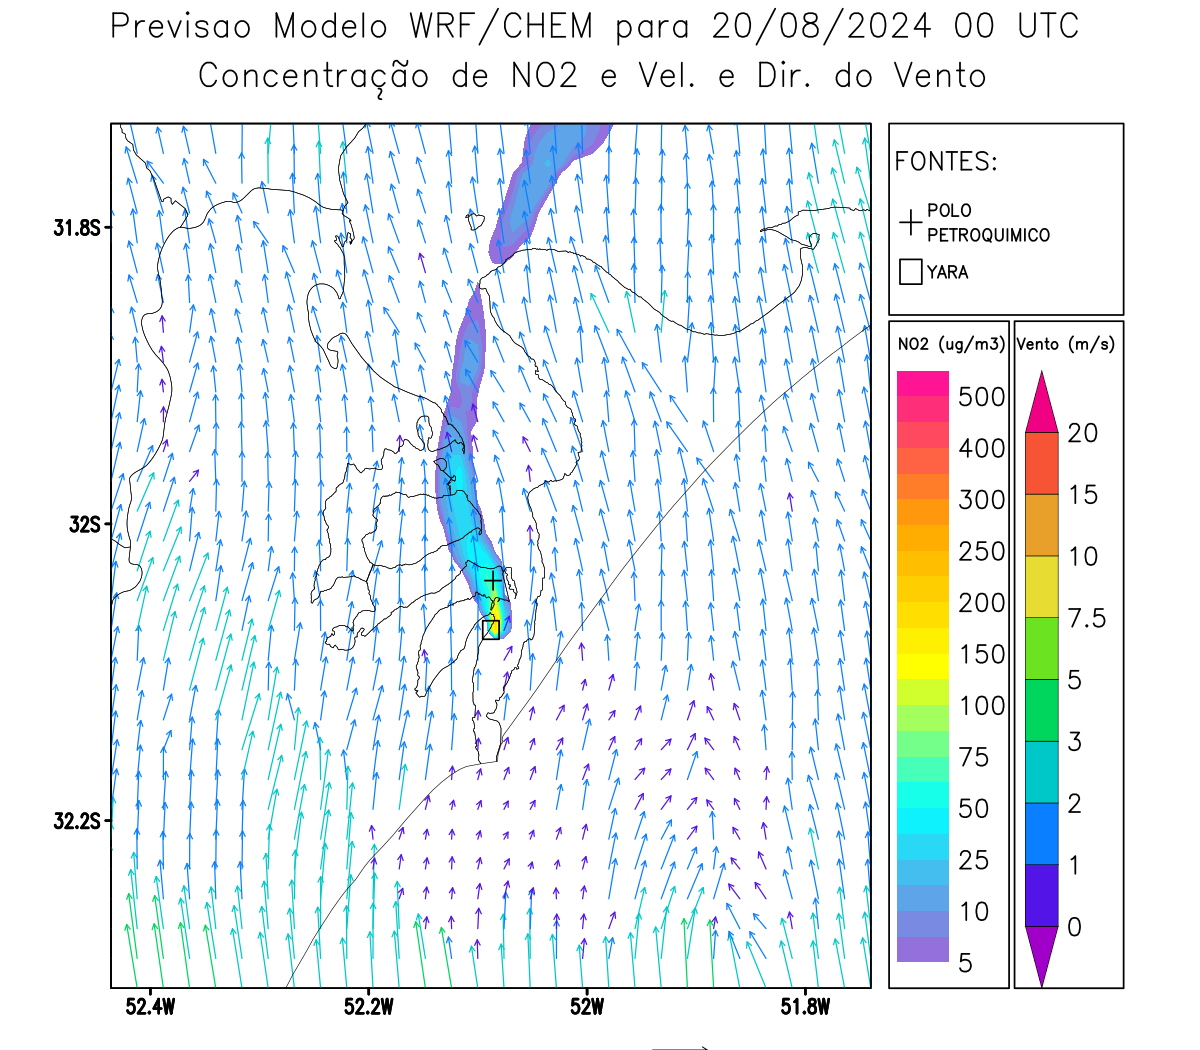 Previsao Modelo WRF/CHEM para 20/08/2024 00 UTC
Concentração de NO2 e Vel. e Dir. do Vento
FONTES:
POLO
PETROQUIMICO
YARA
NO2 (ug/m3)
500
400
300
250
200
150
100
75
50
25
10
5
Vento (m/s)
20
15
10
7.5
5
3
2
1
0
31.8S
32S
32.2S
52.4W
52.2W
52W
51.8W